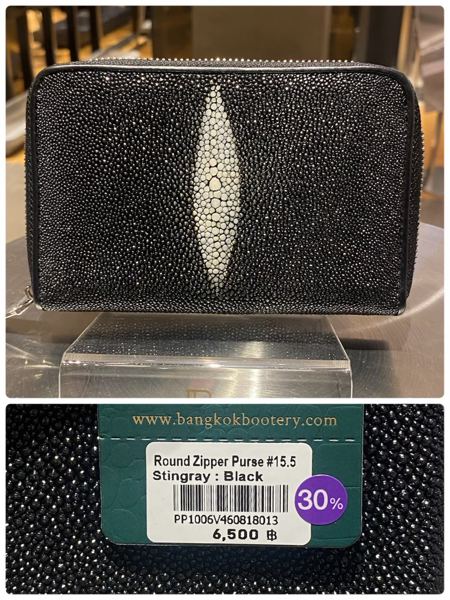 www.bangkokbootery.com
Round Zipper Purse #15.5
Stingray : Black
30%
PP1006V460818013
6,500 ฿